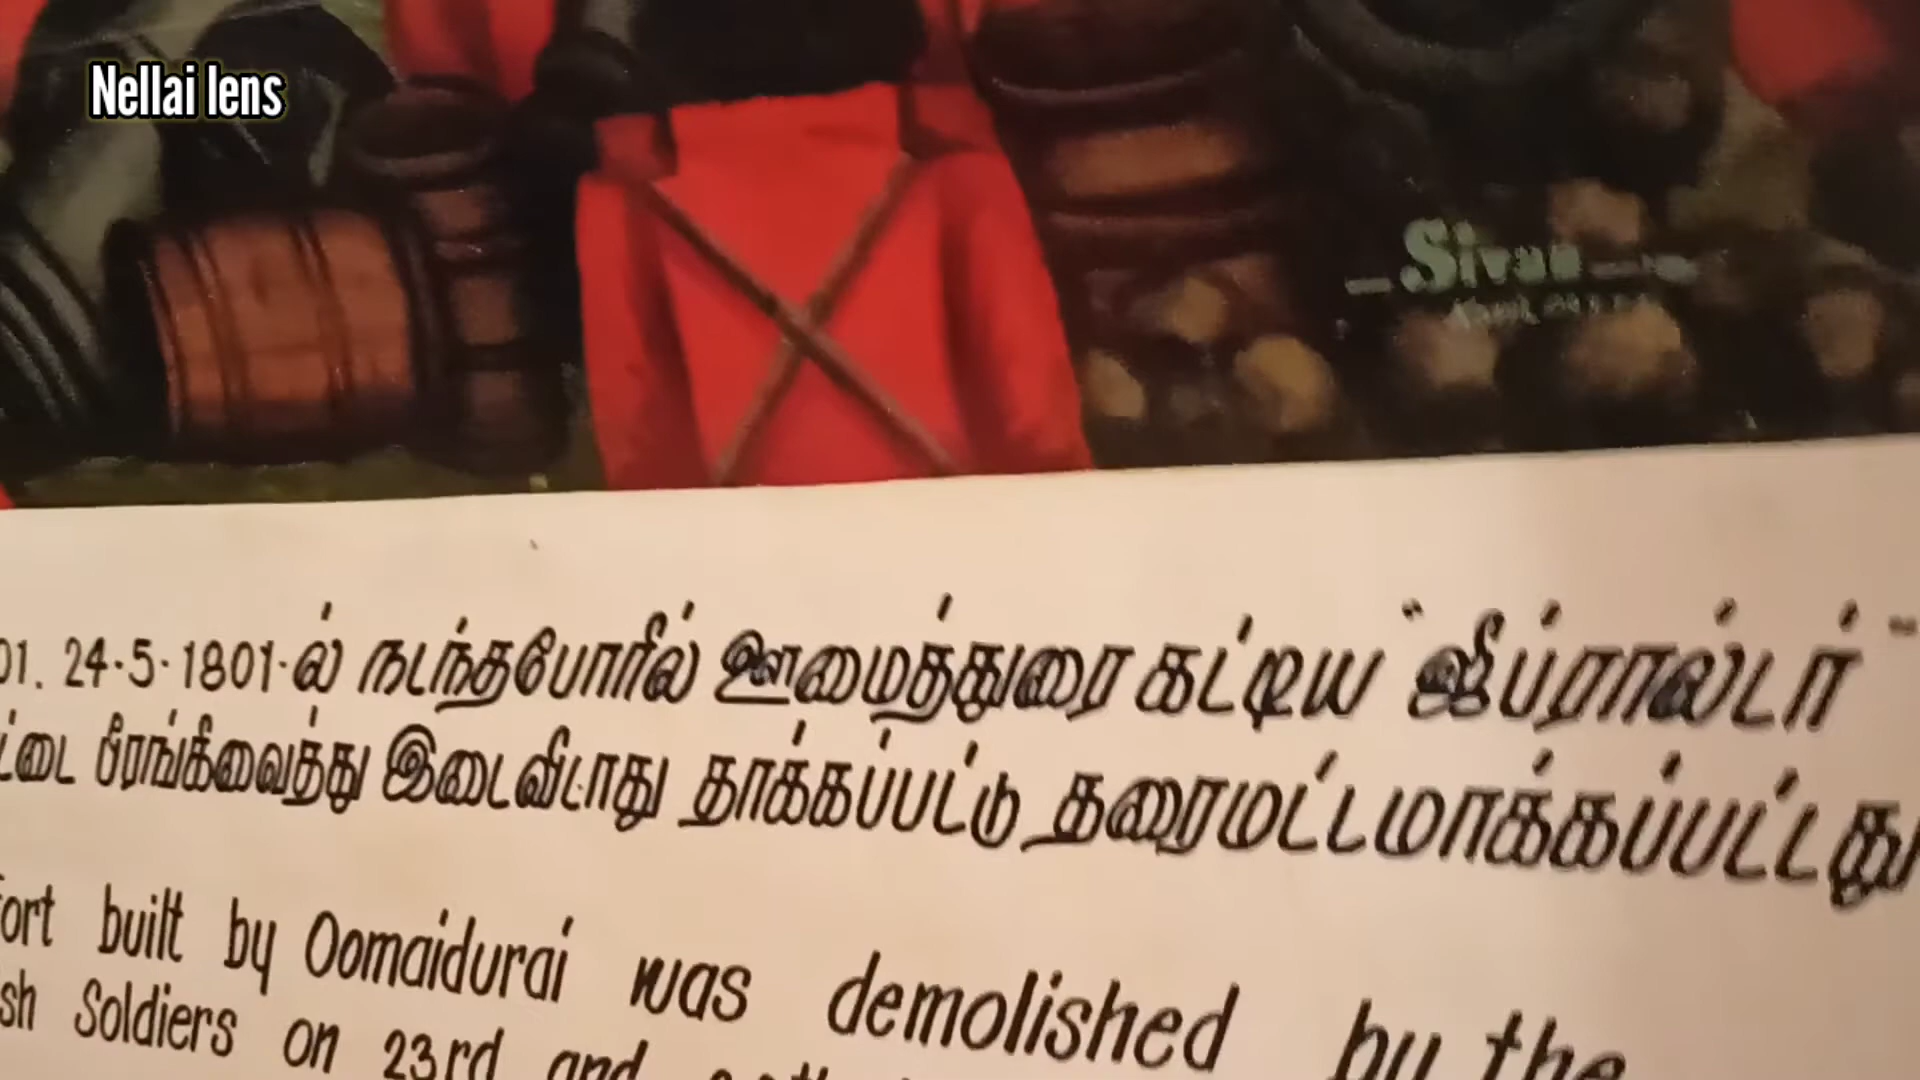 Nellai lens
Sivan
01. 24-5-1801-ல் நடந்தபோரில் ஊமைத்துரை கட்டிய "ஜிப்ரால்டர்"
ட்டை பீரங்கிவைத்து இடைவிடாது தாக்கப்பட்டு தரைமட்டமாக்கப்பட்டது
fort built by Oomaidurai was demolished by the
sh Soldiers on 23rd and